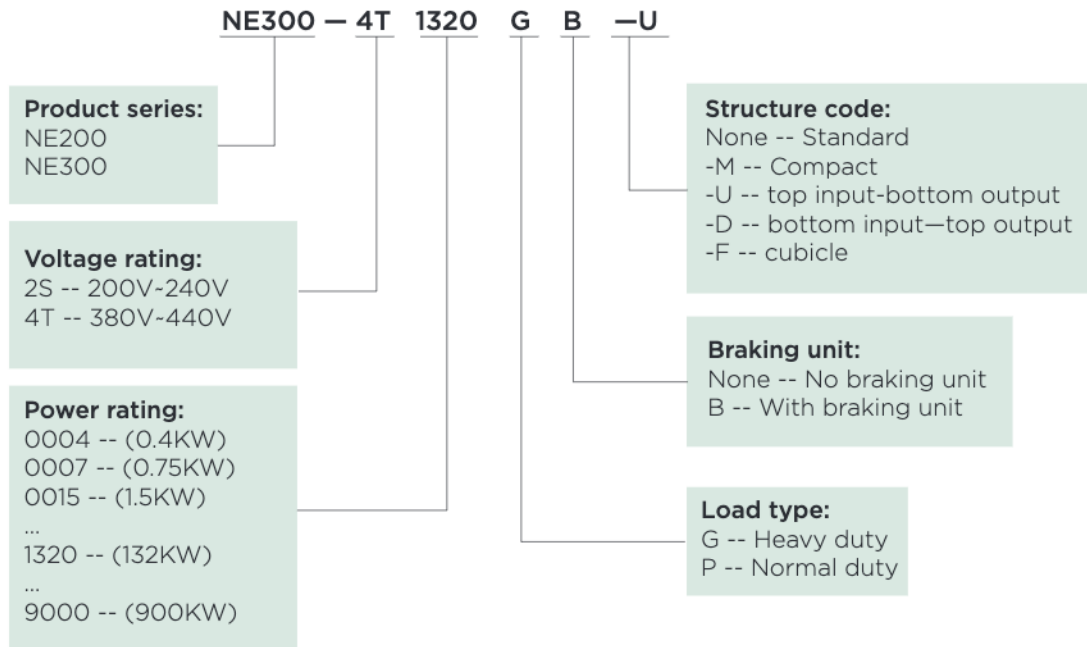 NE300 — 4T 1320 G B —U
Product series:
NE200
NE300
Voltage rating:
2S -- 200V~240V
4T -- 380V~440V
Power rating:
0004 -- (0.4KW)
0007 -- (0.75KW)
0015 -- (1.5KW)
...
1320 -- (132KW)
...
9000 -- (900KW)
Structure code:
None -- Standard
-M -- Compact
-U -- top input-bottom output
-D -- bottom input—top output
-F -- cubicle
Braking unit:
None -- No braking unit
B -- With braking unit
Load type:
G -- Heavy duty
P -- Normal duty